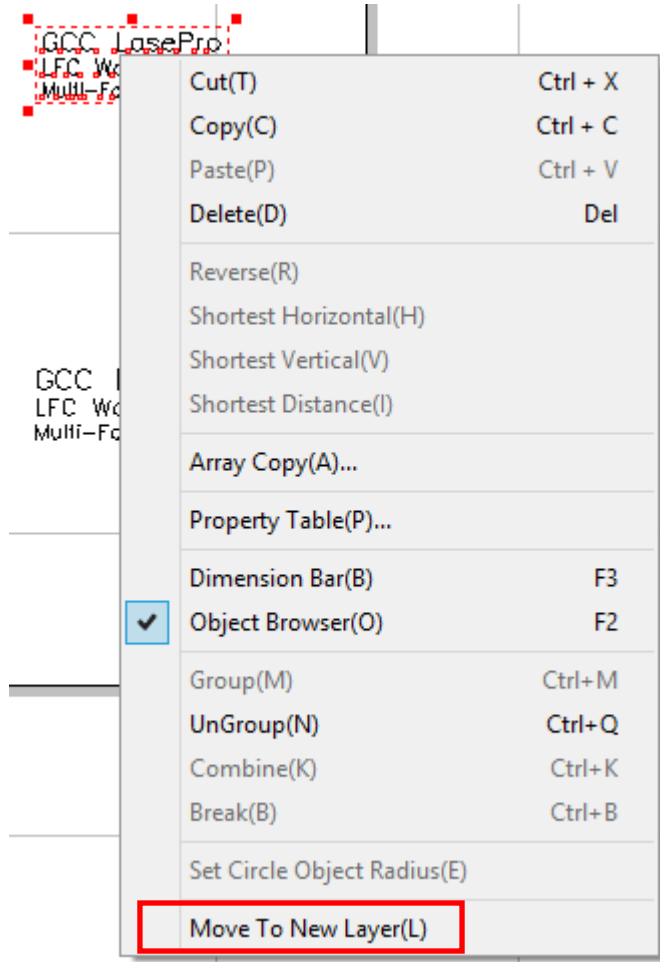 GCC LasePro
LFC Wo
Multi-Fo
Cut(T) Ctrl + X
Copy(C) Ctrl + C
Paste(P) Ctrl + V
Delete(D) Del
Reverse(R)
Shortest Horizontal(H)
Shortest Vertical(V)
Shortest Distance(I)
GCC
LFC Wo
Multi-Fo
Array Copy(A)...
Property Table(P)...
Dimension Bar(B) F3
Object Browser(O) F2
Group(M) Ctrl+M
UnGroup(N) Ctrl+Q
Combine(K) Ctrl+K
Break(B) Ctrl+B
Set Circle Object Radius(E)
Move To New Layer(L)